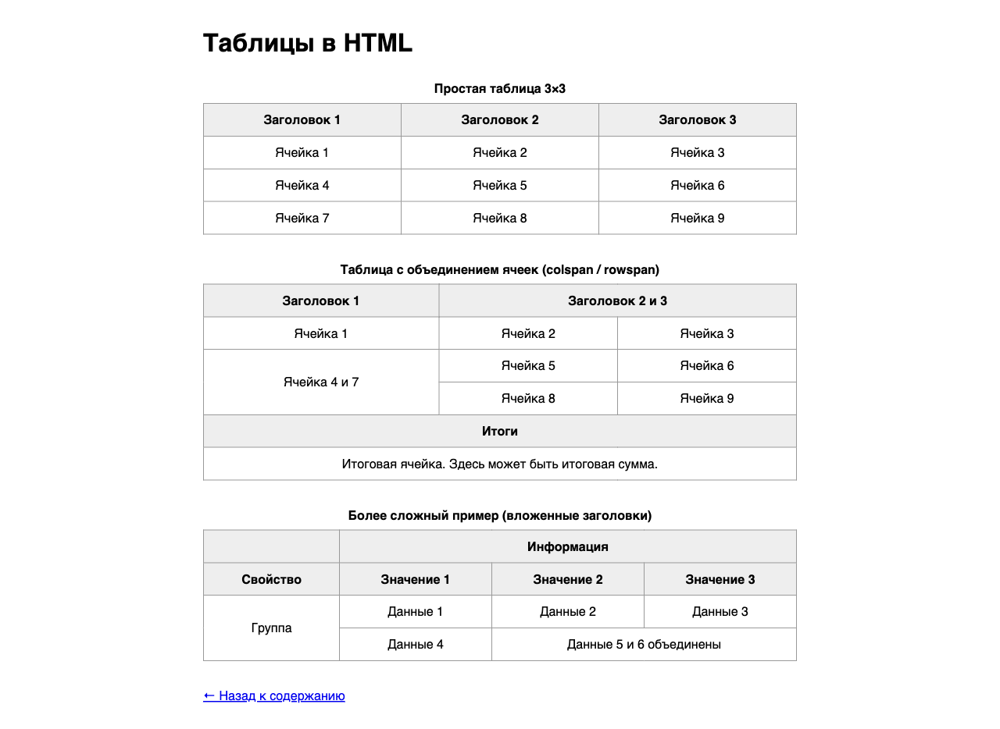 Таблицы в HTML
Простая таблица 3×3
Заголовок 1 Заголовок 2 Заголовок 3
Ячейка 1 Ячейка 2 Ячейка 3
Ячейка 4 Ячейка 5 Ячейка 6
Ячейка 7 Ячейка 8 Ячейка 9
Таблица с объединением ячеек (colspan / rowspan)
Заголовок 1 Заголовок 2 и 3
Ячейка 1 Ячейка 2 Ячейка 3
Ячейка 4 и 7 Ячейка 5 Ячейка 6
Ячейка 8 Ячейка 9
Итоги
Итоговая ячейка. Здесь может быть итоговая сумма.
Более сложный пример (вложенные заголовки)
Информация
Свойство Значение 1 Значение 2 Значение 3
Группа Данные 1 Данные 2 Данные 3
Данные 4 Данные 5 и 6 объединены
← Назад к содержанию